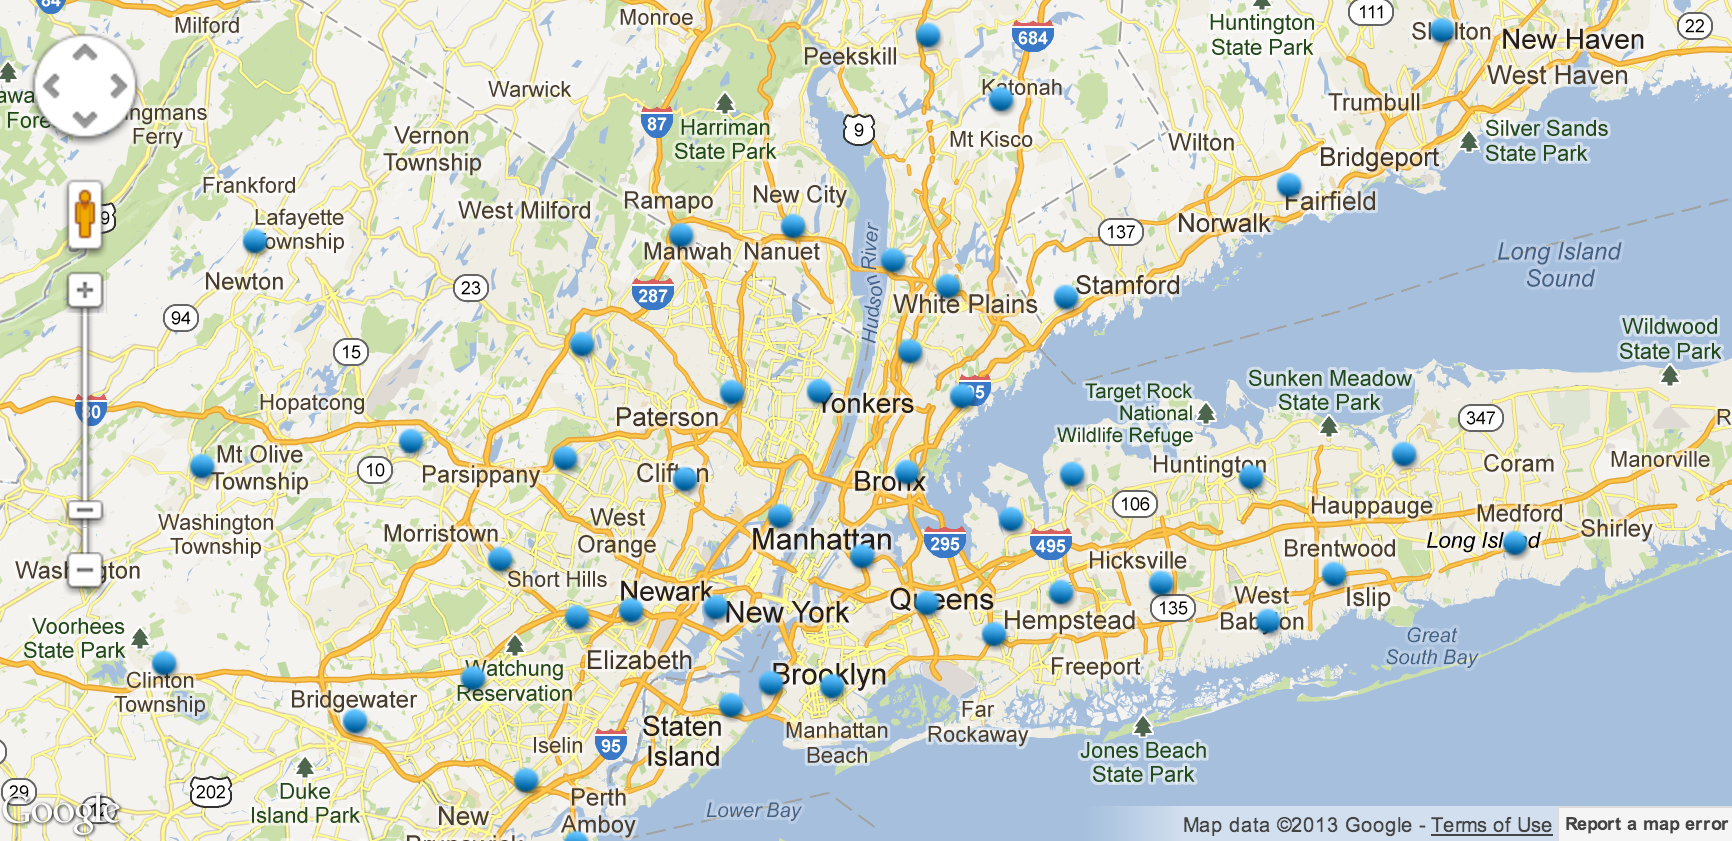 84
Milford
Monroe
Peekskill
684
Huntington
State Park
111
22
New Haven
West Haven
Warwick
Katonah
Trumbull
Ferry
87
Harriman
State Park
9
Mt Kisco
Wilton
Silver Sands
State Park
Vernon
Township
Bridgeport
Frankford
Ramapo
New City
Fairfield
Lafayette
Township
West Milford
Norwalk
137
Mahwah
Nanuet
Hudson River
Long Island
Sound
Newton
23
287
White Plains
Stamford
94
15
Wildwood
State Park
Hopatcong
80
Paterson
Yonkers
95
Target Rock
National
Wildlife Refuge
Sunken Meadow
State Park
347
Mt Olive
Township
10
Parsippany
Clifton
Bronx
Huntington
106
Coram
Manorville
Hauppauge
Washington
Township
Morristown
West
Orange
Manhattan
295
495
Medford
Shirley
Long Island
Brentwood
Hicksville
Washington
Short Hills
Newark
New York
Queens
Hempstead
135
West
Babylon
Islip
Voorhees
State Park
Elizabeth
Great
South Bay
Clinton
Township
Watchung
Reservation
Brooklyn
Freeport
Bridgewater
Staten
Island
Manhattan
Beach
Far
Rockaway
Iselin
95
Jones Beach
State Park
29
202
Duke
Island Park
Perth
Amboy
New
Brunswick
Lower Bay
Google
Map data ©2013 Google - Terms of Use
Report a map error